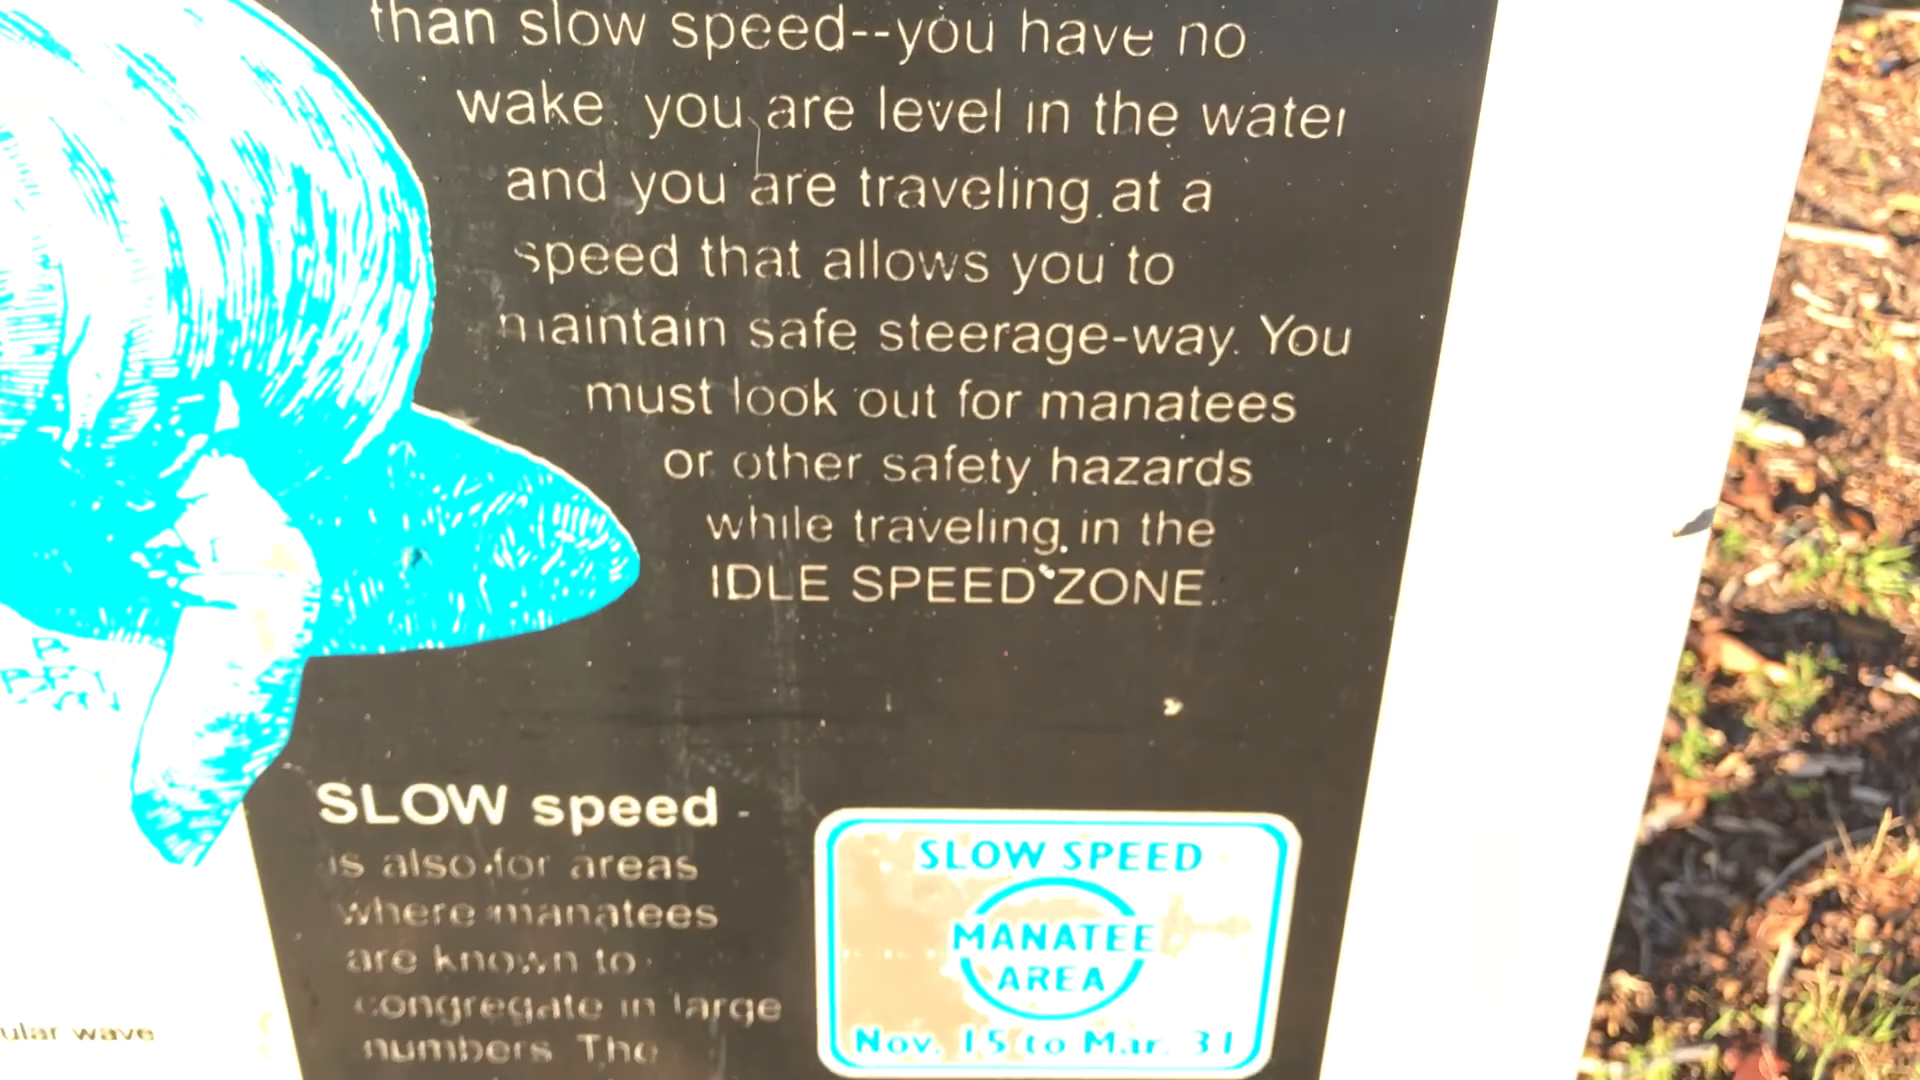 than slow speed--you have no
wake, you are level in the water
and you are traveling at a
speed that allows you to
maintain safe steerage-way. You
must look out for manatees
or other safety hazards
while traveling in the
IDLE SPEED ZONE.
SLOW speed -
is also for areas
where manatees
are known to
congregate in large
numbers. The
SLOW SPEED
MANATEE
AREA
Nov. 15 to Mar. 31
wave